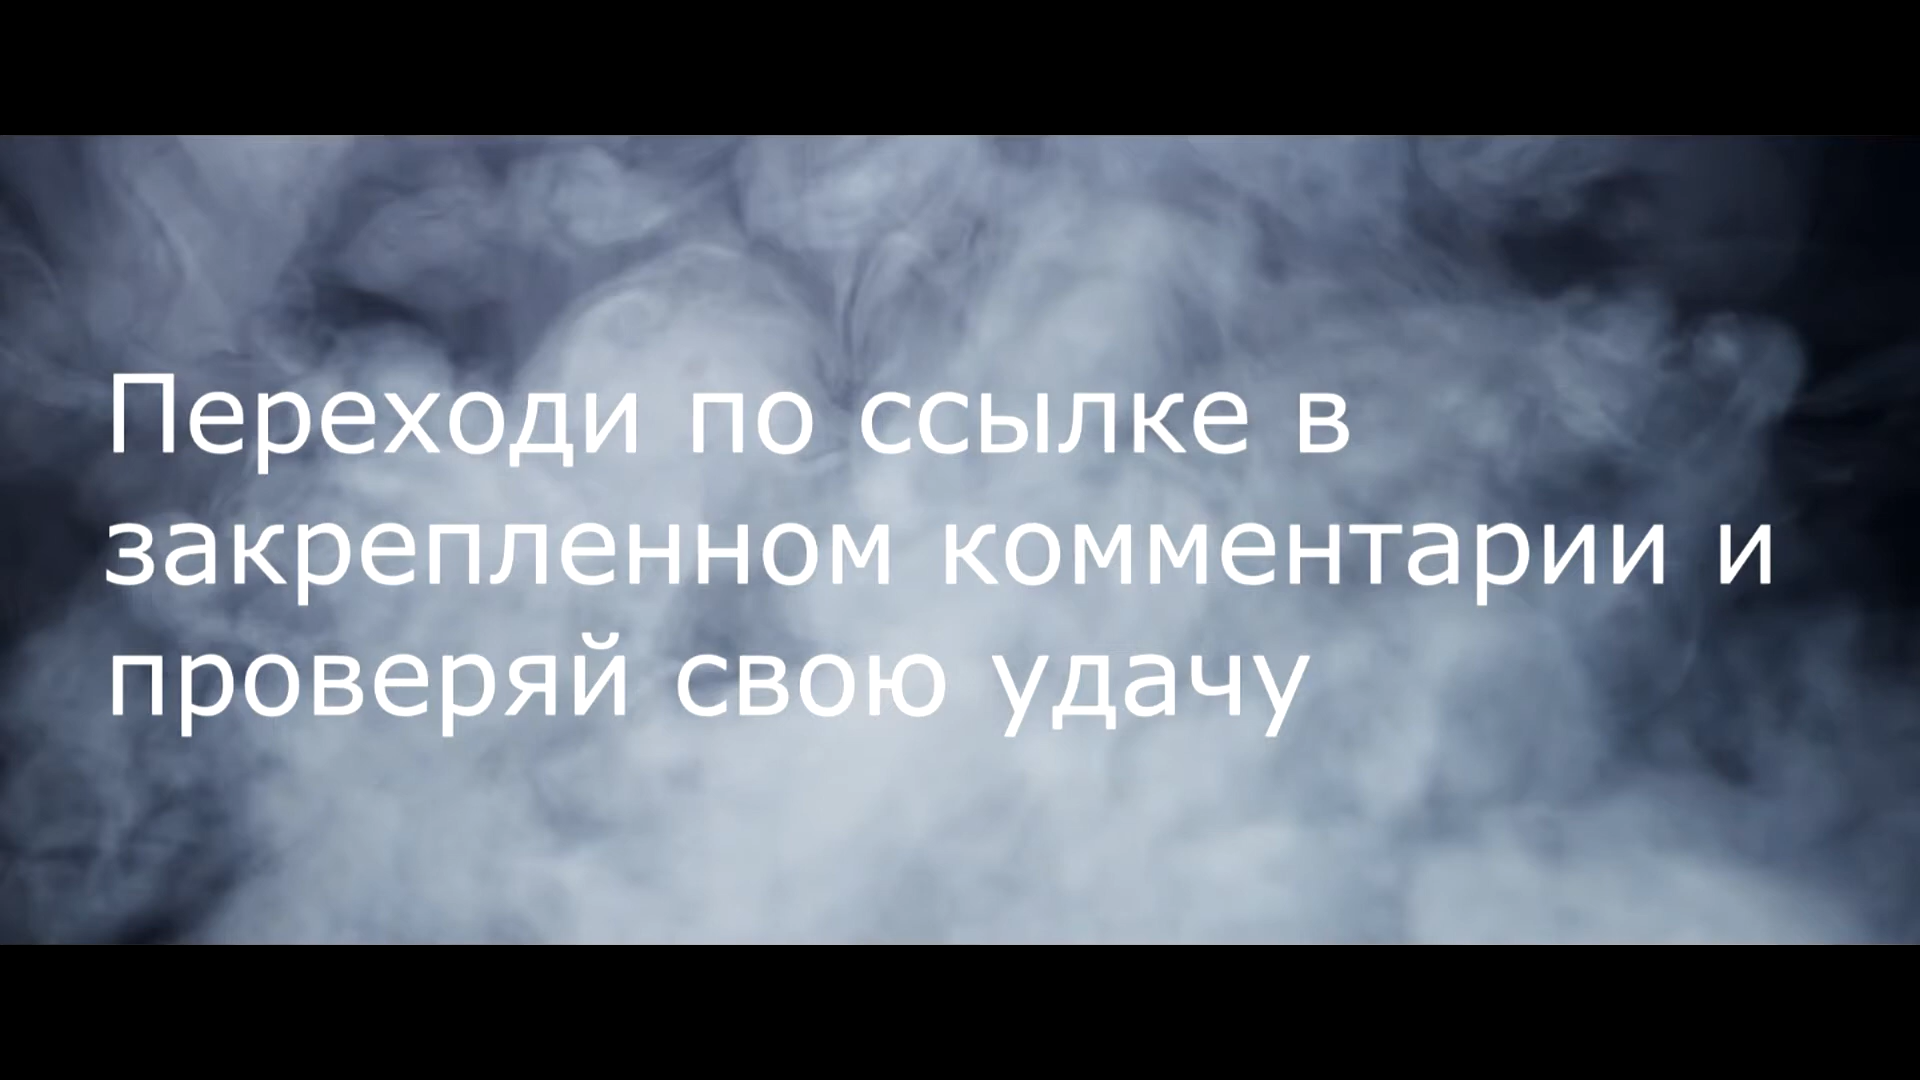 Переходи по ссылке в
закрепленном комментарии и
проверяй свою удачу